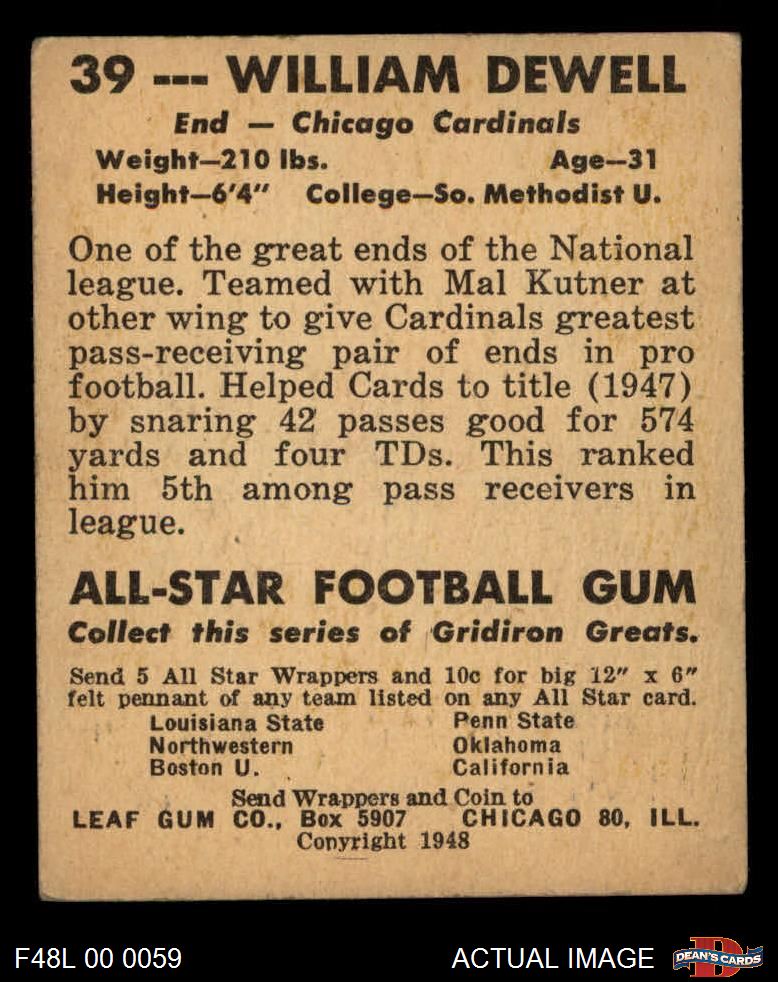 39 --- WILLIAM DEWELL
End — Chicago Cardinals
Weight—210 lbs. Age—31
Height—6'4" College—So. Methodist U.
One of the great ends of the National
league. Teamed with Mal Kutner at
other wing to give Cardinals greatest
pass-receiving pair of ends in pro
football. Helped Cards to title (1947)
by snaring 42 passes good for 574
yards and four TDs. This ranked
him 5th among pass receivers in
league.
ALL-STAR FOOTBALL GUM
Collect this series of Gridiron Greats.
Send 5 All Star Wrappers and 10c for big 12" x 6"
felt pennant of any team listed on any All Star card.
Louisiana State Penn State
Northwestern Oklahoma
Boston U. California
Send Wrappers and Coin to
LEAF GUM CO., Box 5907 CHICAGO 80, ILL.
Copyright 1948
F48L 00 0059 ACTUAL IMAGE D DEAN'S CARDS